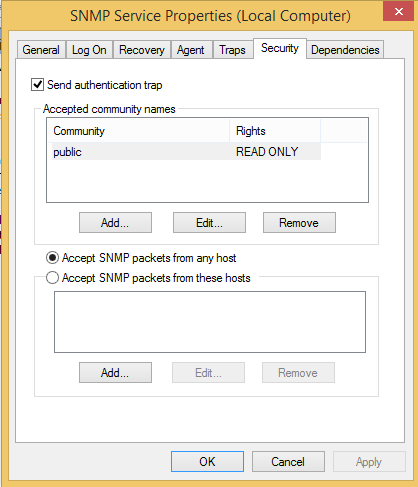 SNMP Service Properties (Local Computer)
General Log On Recovery Agent Traps Security Dependencies
Send authentication trap
Accepted community names
Community Rights
public READ ONLY
Add... Edit... Remove
Accept SNMP packets from any host
Accept SNMP packets from these hosts
Add... Edit... Remove
OK Cancel Apply